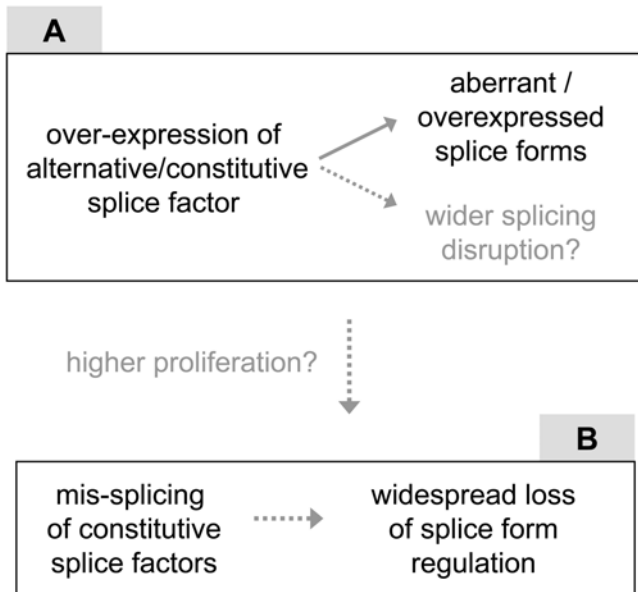 A
over-expression of
alternative/constitutive
splice factor
aberrant /
overexpressed
splice forms
wider splicing
disruption?
higher proliferation?
B
mis-splicing
of constitutive
splice factors
widespread loss
of splice form
regulation